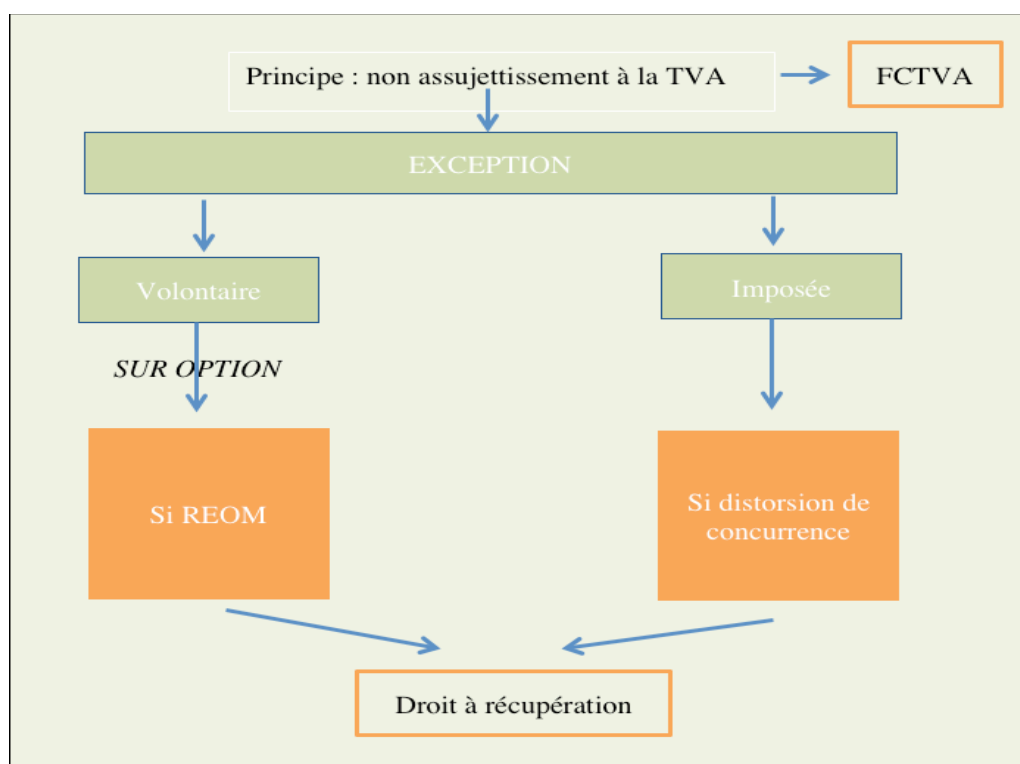 Principe : non assujettissement à la TVA
FCTVA
EXCEPTION
Volontaire
Imposée
SUR OPTION
Si REOM
Si distorsion de
concurrence
Droit à récupération